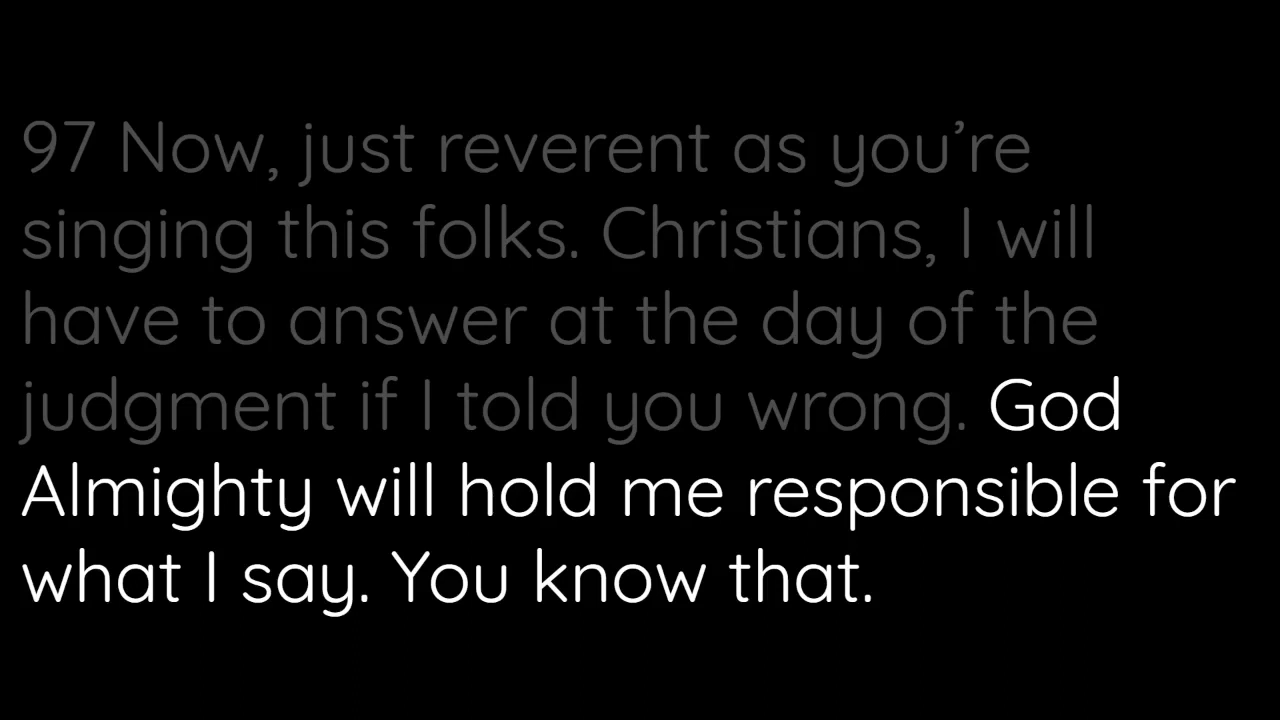 97 Now, just reverent as you’re
singing this folks. Christians, I will
have to answer at the day of the
judgment if I told you wrong. God
Almighty will hold me responsible for
what I say. You know that.